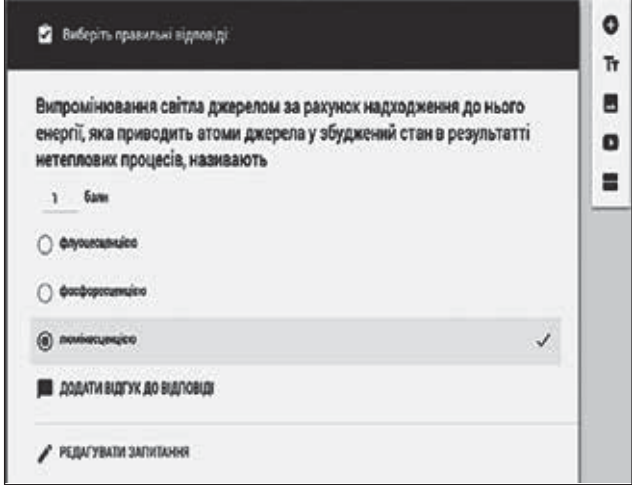 Виберіть правильні відповіді
Випромінювання світла джерелом за рахунок надходження до нього
енергії, яка приводить атоми джерела у збуджений стан в результаті
нетеплових процесів, називають
1 бали
флуоресценцією
фосфоресценцією
люмінесценцією
ДОДАТИ ВІДГУК ДО ВІДПОВІДІ
РЕДАГУВАТИ ЗАПИТАННЯ
Тт